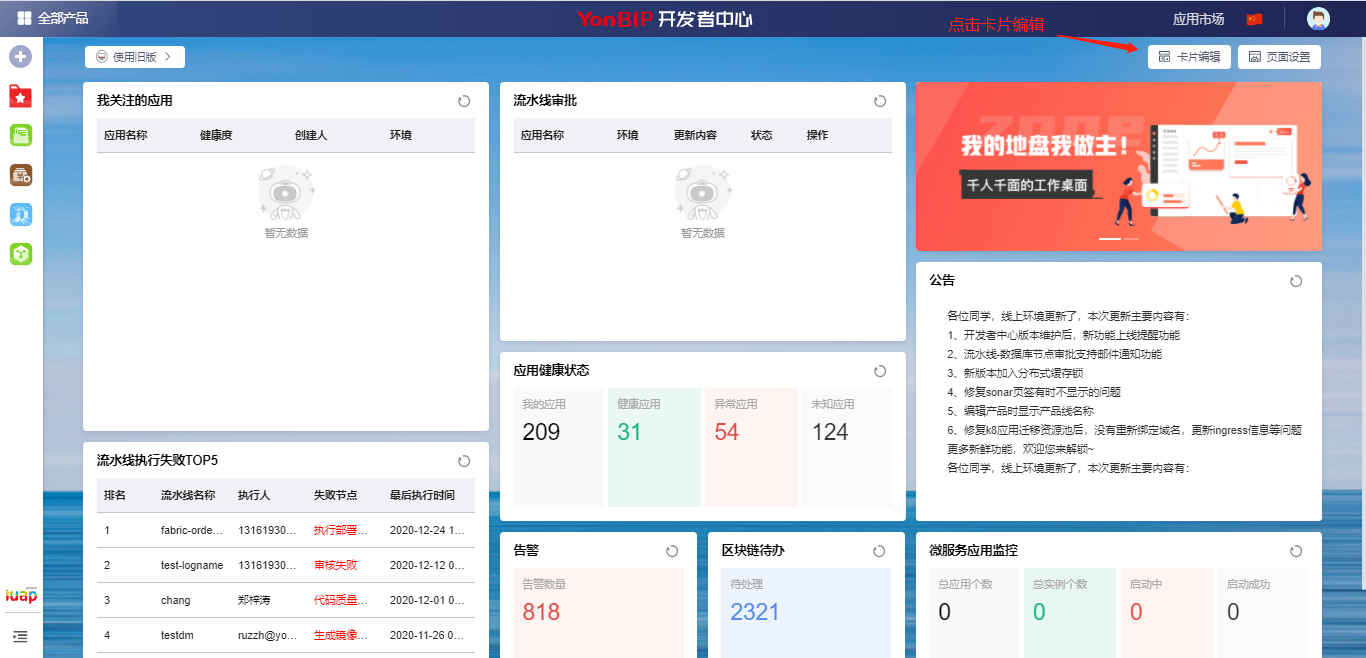 全部产品
YonBIP 开发者中心
点击卡片编辑
应用市场
使用旧版
卡片编辑
页面设置
我关注的应用
应用名称 健康度 创建人 环境
暂无数据
流水线审批
应用名称 环境 更新内容 状态 操作
暂无数据
zone
我的地盘我做主！
千人千面的工作桌面
公告
各位同学，线上环境更新了，本次更新主要内容有：
1、开发者中心版本维护后，新功能上线提醒功能
2、流水线-数据库节点审批支持邮件通知功能
3、新版本加入分布式缓存锁
4、修复sonar页签有时不显示的问题
5、编辑产品时显示产品线名称
6、修复k8应用迁移资源池后，没有重新绑定域名，更新ingress信息等问题
更多新鲜功能，欢迎您来解锁~
各位同学，线上环境更新了，本次更新主要内容有：
应用健康状态
我的应用 健康应用 异常应用 未知应用
209 31 54 124
流水线执行失败TOP5
排名 流水线名称 执行人 失败节点 最后执行时间
1 fabric-orde... 13161930... 执行部署... 2020-12-24 1...
2 test-logname 13161930... 审核失败 2020-12-12 0...
3 chang 郑梓涛 代码质量... 2020-12-01 0...
4 testdm ruzzh@yo... 生成镜像... 2020-11-26 0...
告警
告警数量
818
区块链待办
待处理
2321
微服务应用监控
总应用个数 总实例个数 启动中 启动成功
0 0 0 0
iuap